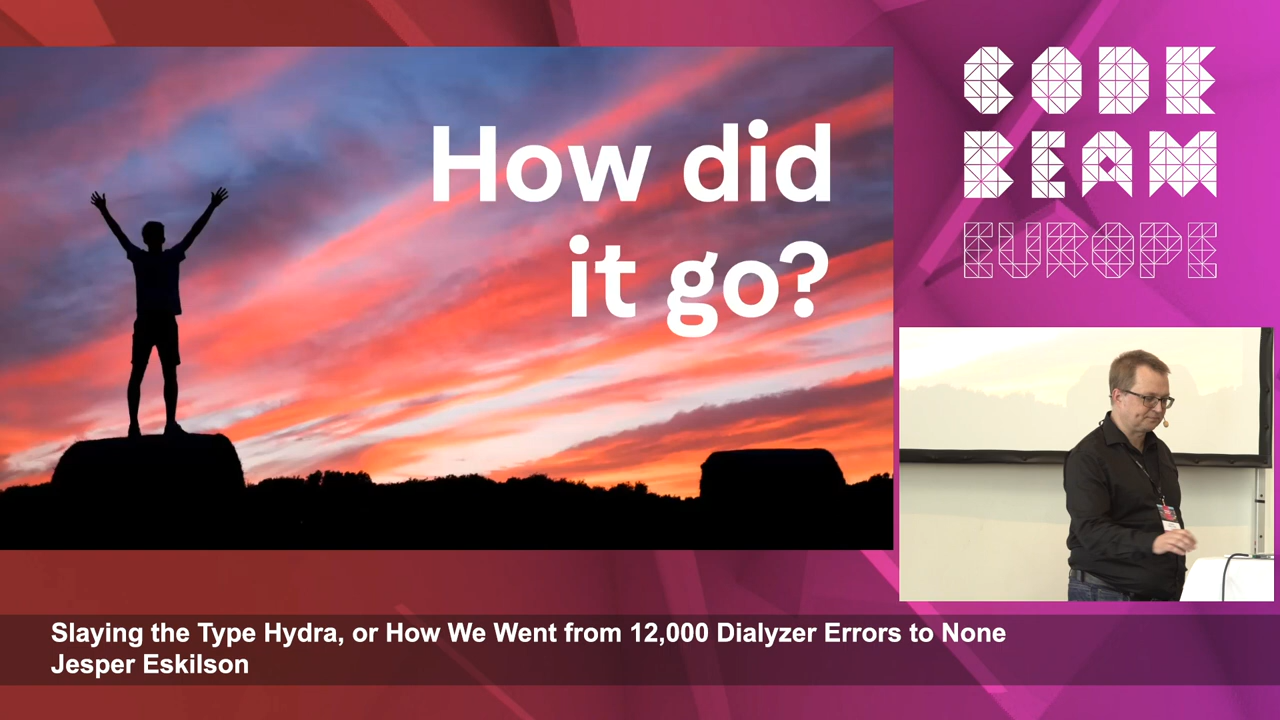 How did
it go?
CODE
BEAM
EUROPE
Slaying the Type Hydra, or How We Went from 12,000 Dialyzer Errors to None
Jesper Eskilson